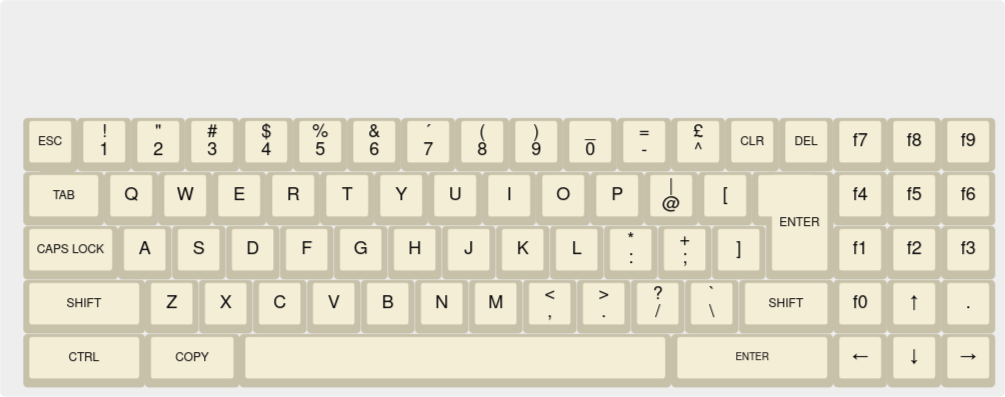 ESC ! 1 " 2 # 3 $ 4 % 5 & 6 ´ 7 ( 8 ) 9 _ 0 = - £ ^ CLR DEL f7 f8 f9
TAB Q W E R T Y U I O P | @ [ ENTER f4 f5 f6
CAPS LOCK A S D F G H J K L * : + ; ] f1 f2 f3
SHIFT Z X C V B N M < , > . ? / ` \ SHIFT f0 ↑ .
CTRL COPY ENTER ← ↓ →